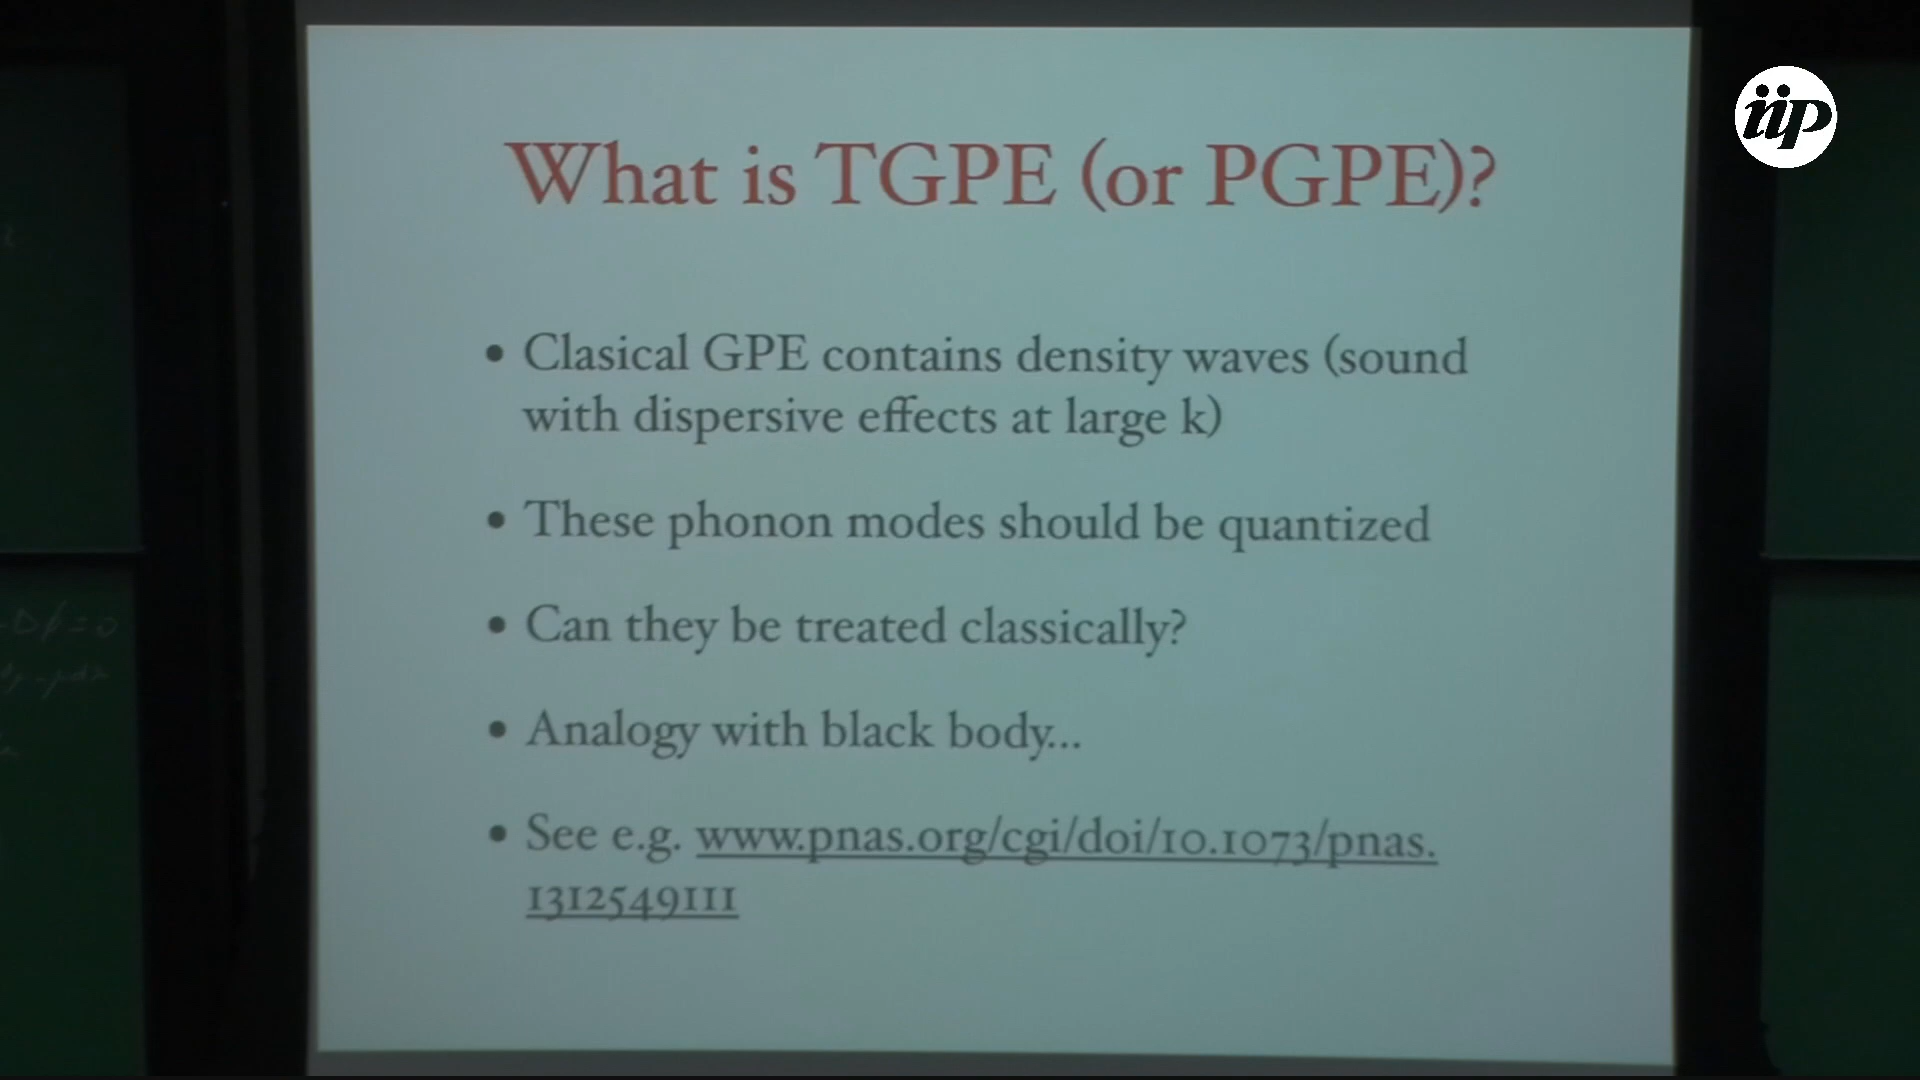 iip
What is TGPE (or PGPE)?
• Clasical GPE contains density waves (sound
with dispersive effects at large k)
• These phonon modes should be quantized
• Can they be treated classically?
• Analogy with black body...
• See e.g. www.pnas.org/cgi/doi/10.1073/pnas.
1312549111